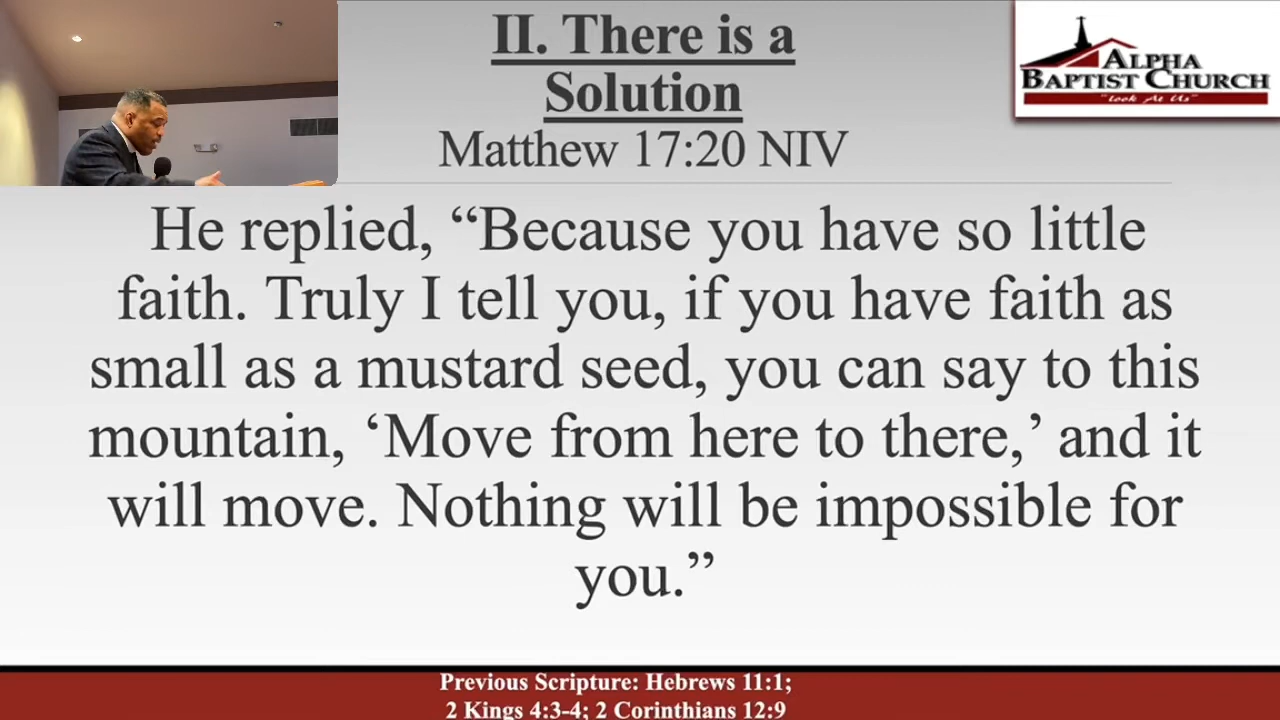 II. There is a
Solution
Matthew 17:20 NIV
ALPHA
BAPTIST CHURCH
"Look At Us"
He replied, “Because you have so little
faith. Truly I tell you, if you have faith as
small as a mustard seed, you can say to this
mountain, ‘Move from here to there,’ and it
will move. Nothing will be impossible for
you.”
Previous Scripture: Hebrews 11:1;
2 Kings 4:3-4; 2 Corinthians 12:9